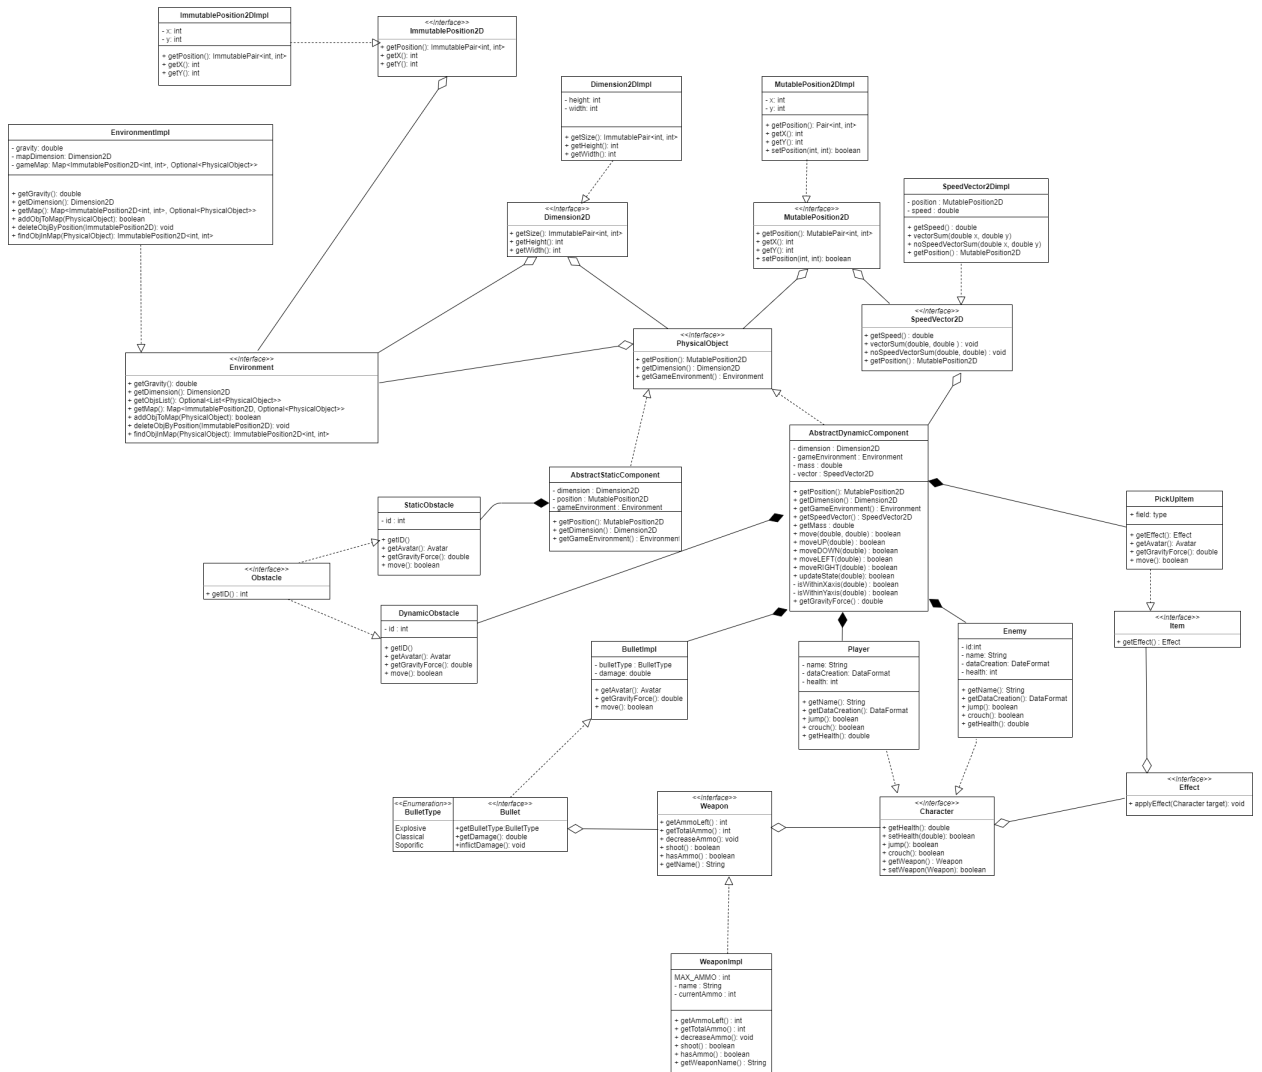 ImmutablePosition2DImpl
- x: int
- y: int
+ getPosition(): ImmutablePair<int, int>
+ getX(): int
+ getY(): int
<<Interface>>
ImmutablePosition2D
+ getPosition(): ImmutablePair<int, int>
+ getX(): int
+ getY(): int
Dimension2DImpl
- height: int
- width: int
+ getSize(): ImmutablePair<int, int>
+ getHeight(): int
+ getWidth(): int
MutablePosition2DImpl
- x: int
- y: int
+ getPosition(): Pair<int, int>
+ getX(): int
+ getY(): int
+ setPosition(int, int): boolean
EnvironmentImpl
- gravity: double
- mapDimension: Dimension2D
- gameMap: Map<ImmutablePosition2D<int, int>, Optional<PhysicalObject>>
+ getGravity(): double
+ getDimension(): Dimension2D
+ getMap(): Map<ImmutablePosition2D<int, int>, Optional<PhysicalObject>>
+ addObjToMap(PhysicalObject): boolean
+ deleteObjByPosition(ImmutablePosition2D): void
+ findObjInMap(PhysicalObject): ImmutablePosition2D<int, int>
SpeedVector2Dimpl
- position : MutablePosition2D
- speed : double
+ getSpeed() : double
+ vectorSum(double x, double y)
+ noSpeedVectorSum(double x, double y)
+ getPosition() : MutablePosition2D
<<Interface>>
Dimension2D
+ getSize(): ImmutablePair<int, int>
+ getHeight(): int
+ getWidth(): int
<<Interface>>
MutablePosition2D
+ getPosition(): MutablePair<int, int>
+ getX(): int
+ getY(): int
+ setPosition(int, int): boolean
<<Interface>>
SpeedVector2D
+ getSpeed() : double
+ vectorSum(double, double ) : void
+ noSpeedVectorSum(double, double) : void
+ getPosition() : MutablePosition2D
<<Interface>>
PhysicalObject
+ getPosition(): MutablePosition2D
+ getDimension() : Dimension2D
+ getGameEnvironment() : Environment
<<Interface>>
Environment
+ getGravity(): double
+ getDimension(): Dimension2D
+ getObjsList(): Optional<List<PhysicalObject>>
+ getMap(): Map<ImmutablePosition2D, Optional<PhysicalObject>>
+ addObjToMap(PhysicalObject): boolean
+ deleteObjByPosition(ImmutablePosition2D): void
+ findObjInMap(PhysicalObject): ImmutablePosition2D<int, int>
AbstractDynamicComponent
- dimension : Dimension2D
- gameEnvironment : Environment
- mass : double
- vector : SpeedVector2D
+ getPosition(): MutablePosition2D
+ getDimension() : Dimension2D
+ getGameEnvironment() : Environment
+ getSpeedVector() : SpeedVector2D
+ getMass : double
+ move(double, double) : boolean
+ moveUP(double) : boolean
+ moveDOWN(double) : boolean
+ moveLEFT(double) : boolean
+ moveRIGHT(double) : boolean
+ updateState(double): boolean
- isWithinXaxis(double) : boolean
- isWithinYaxis(double) : boolean
+ getGravityForce() : double
AbstractStaticComponent
- dimension : Dimension2D
- position : MutablePosition2D
- gameEnvironment : Environment
+ getPosition(): MutablePosition2D
+ getDimension() : Dimension2D
+ getGameEnvironment() : Environment
StaticObstacle
- id : int
+ getID()
+ getAvatar(): Avatar
+ getGravityForce(): double
+ move(): boolean
PickUpItem
+ field: type
+ getEffect(): Effect
+ getAvatar(): Avatar
+ getGravityForce(): double
+ move(): boolean
<<Interface>>
Obstacle
+ getID() : int
DynamicObstacle
- id : int
+ getID()
+ getAvatar(): Avatar
+ getGravityForce(): double
+ move(): boolean
<<Interface>>
Item
+ getEffect() : Effect
BulletImpl
- bulletType : BulletType
- damage: double
+ getAvatar(): Avatar
+ getGravityForce(): double
+ move(): boolean
Player
- name: String
- dataCreation: DataFormat
- health: int
+ getName(): String
+ getDataCreation(): DataFormat
+ jump(): boolean
+ crouch(): boolean
+ getHealth(): double
Enemy
- id:int
- name: String
- dataCreation: DateFormat
- health: int
+ getName(): String
+ getDataCreation(): DataFormat
+ jump(): boolean
+ crouch(): boolean
+ getHealth(): double
<<Enumeration>>
BulletType
Explosive
Classical
Soporific
<<Interface>>
Bullet
+getBulletType:BulletType
+getDamage(): double
+inflictDamage(): void
<<Interface>>
Weapon
+ getAmmoLeft() : int
+ getTotalAmmo() : int
+ decreaseAmmo(): void
+ shoot() : boolean
+ hasAmmo() : boolean
+ getName() : String
<<Interface>>
Character
+ getHealth(): double
+ setHealth(double): boolean
+ jump(): boolean
+ crouch(): boolean
+ getWeapon() : Weapon
+ setWeapon(Weapon): boolean
<<Interface>>
Effect
+ applyEffect(Character target): void
WeaponImpl
MAX_AMMO : int
- name : String
- currentAmmo : int
+ getAmmoLeft() : int
+ getTotalAmmo() : int
+ decreaseAmmo(): void
+ shoot() : boolean
+ hasAmmo() : boolean
+ getWeaponName() : String